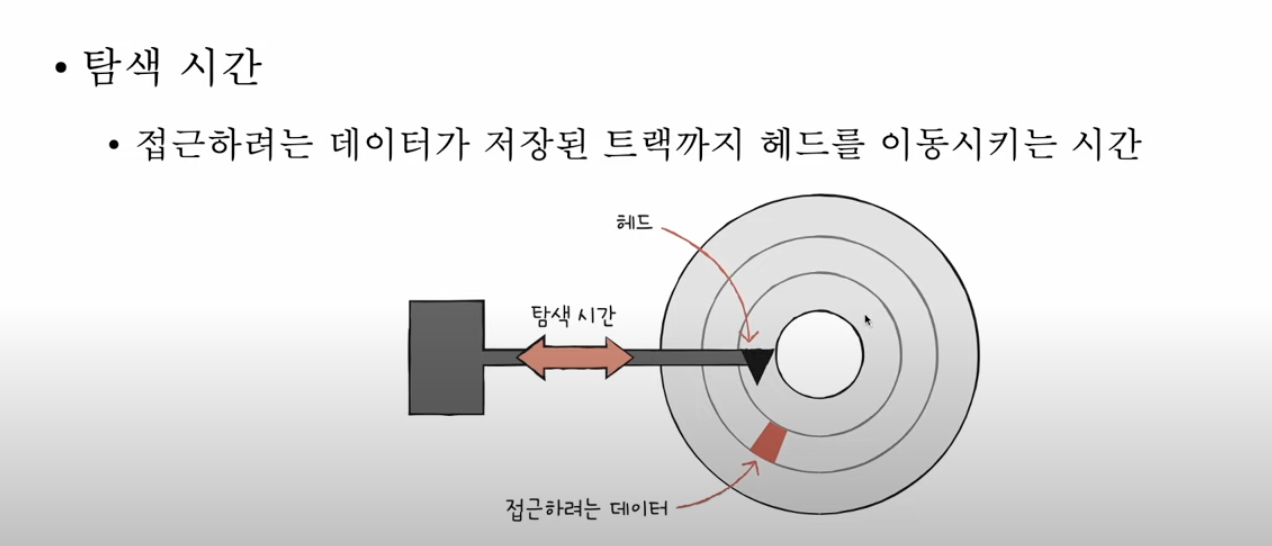 • 탐색 시간
• 접근하려는 데이터가 저장된 트랙까지 헤드를 이동시키는 시간
헤드
탐색 시간
접근하려는 데이터